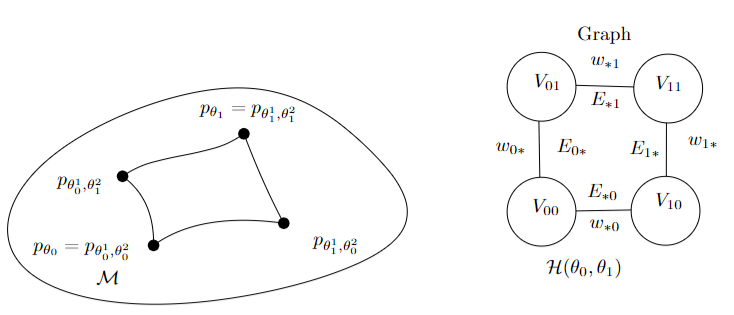 p_{θ_1} = p_{θ_1^1,θ_1^2}
p_{θ_0^1,θ_1^2}
p_{θ_0} = p_{θ_0^1,θ_0^2}
p_{θ_1^1,θ_0^2}
ℳ
Graph
w_{*1}
V_{01}
V_{11}
E_{*1}
w_{0*}
E_{0*}
E_{1*}
w_{1*}
E_{*0}
V_{00}
V_{10}
w_{*0}
ℋ(θ_0, θ_1)